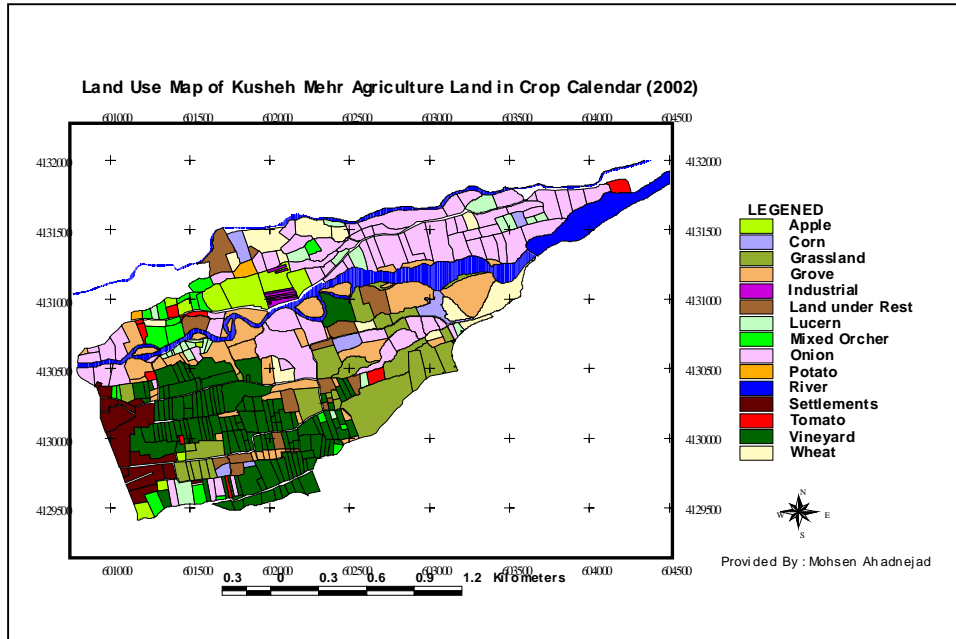 Land Use Map of Kusheh Mehr Agriculture Land in Crop Calendar (2002)
601000 601500 602000 602500 603000 603500 604000 604500
4132000 4132000
4131500 4131500
4131000 4131000
4130500 4130500
4130000 4130000
4129500 4129500
601000 601500 602000 602500 603000 603500 604000 604500
0.3 0 0.3 0.6 0.9 1.2 Kilometers
LEGENED
Apple
Corn
Grassland
Grove
Industrial
Land under Rest
Lucern
Mixed Orcher
Onion
Potato
River
Settlements
Tomato
Vineyard
Wheat
N
W E
S
Provided By : Mohsen Ahadnejad